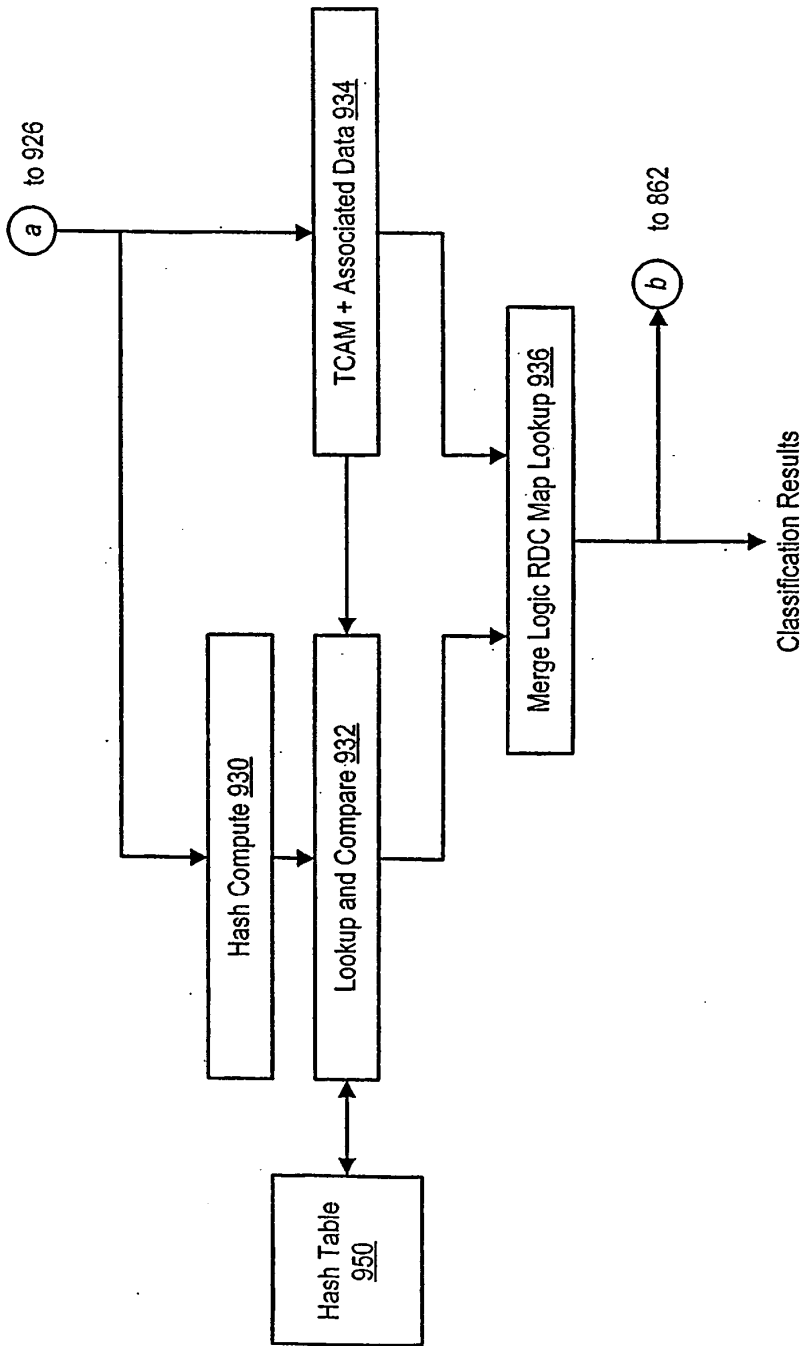 a
to 926
TCAM + Associated Data 934
Hash Compute 930
Lookup and Compare 932
Hash Table
950
Merge Logic RDC Map Lookup 936
b
to 862
Classification Results